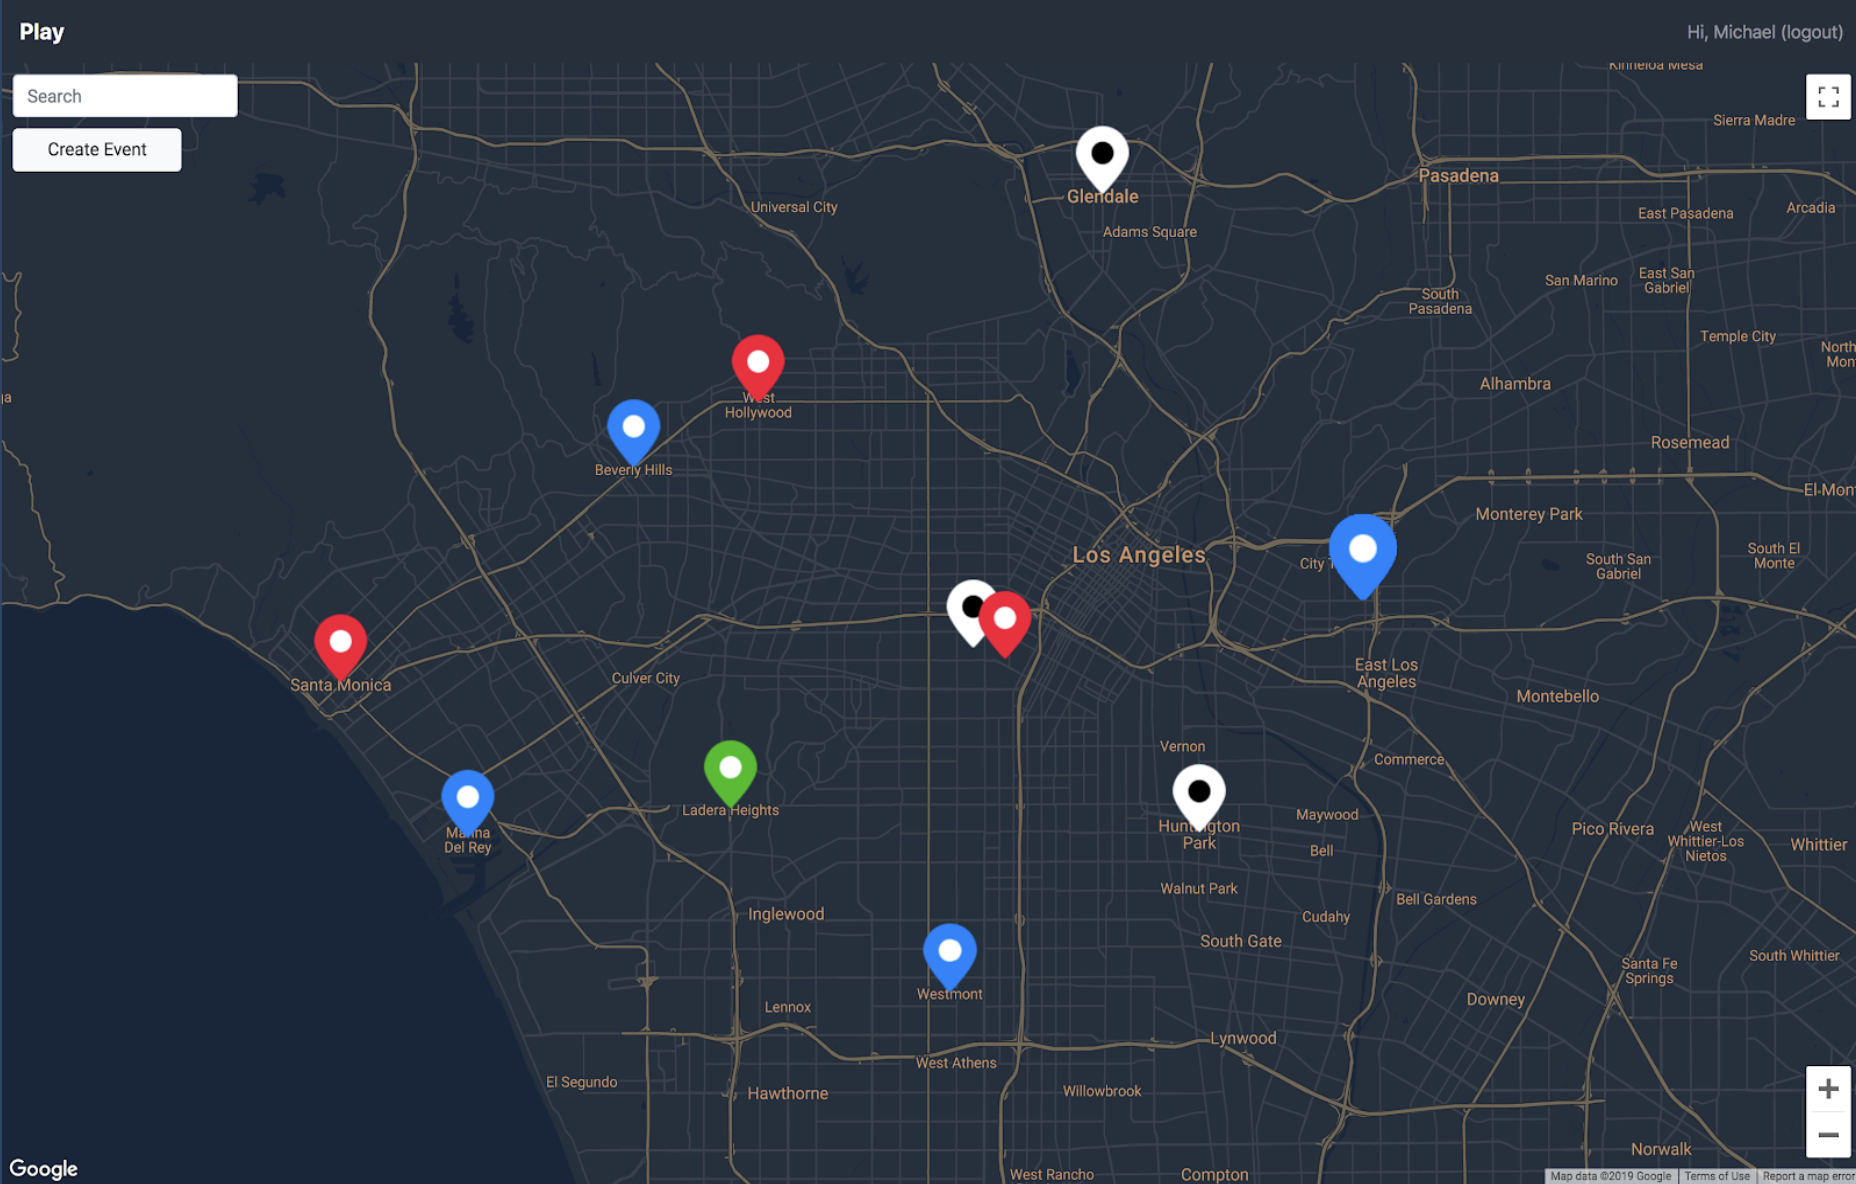 Play
Hi, Michael (logout)
Search
Create Event
Kinneloa Mesa
Sierra Madre
Glendale
Pasadena
Universal City
Adams Square
East Pasadena
Arcadia
San Marino
East San
Gabriel
South
Pasadena
Temple City
North
Mon
Alhambra
West
Hollywood
Beverly Hills
Rosemead
El Mon
Monterey Park
Los Angeles
City T
South San
Gabriel
South El
Monte
Santa Monica
Culver City
East Los
Angeles
Montebello
Vernon
Commerce
Ladera Heights
Marina
Del Rey
Huntington
Park
Maywood
Bell
Pico Rivera
West
Whittier-Los
Nietos
Whittier
Walnut Park
Bell Gardens
Inglewood
Cudahy
South Gate
South Whittier
Santa Fe
Springs
Westmont
Lennox
Downey
Lynwood
West Athens
El Segundo
Hawthorne
Willowbrook
Norwalk
West Rancho
Compton
Google
Map data ©2019 Google
Terms of Use
Report a map error